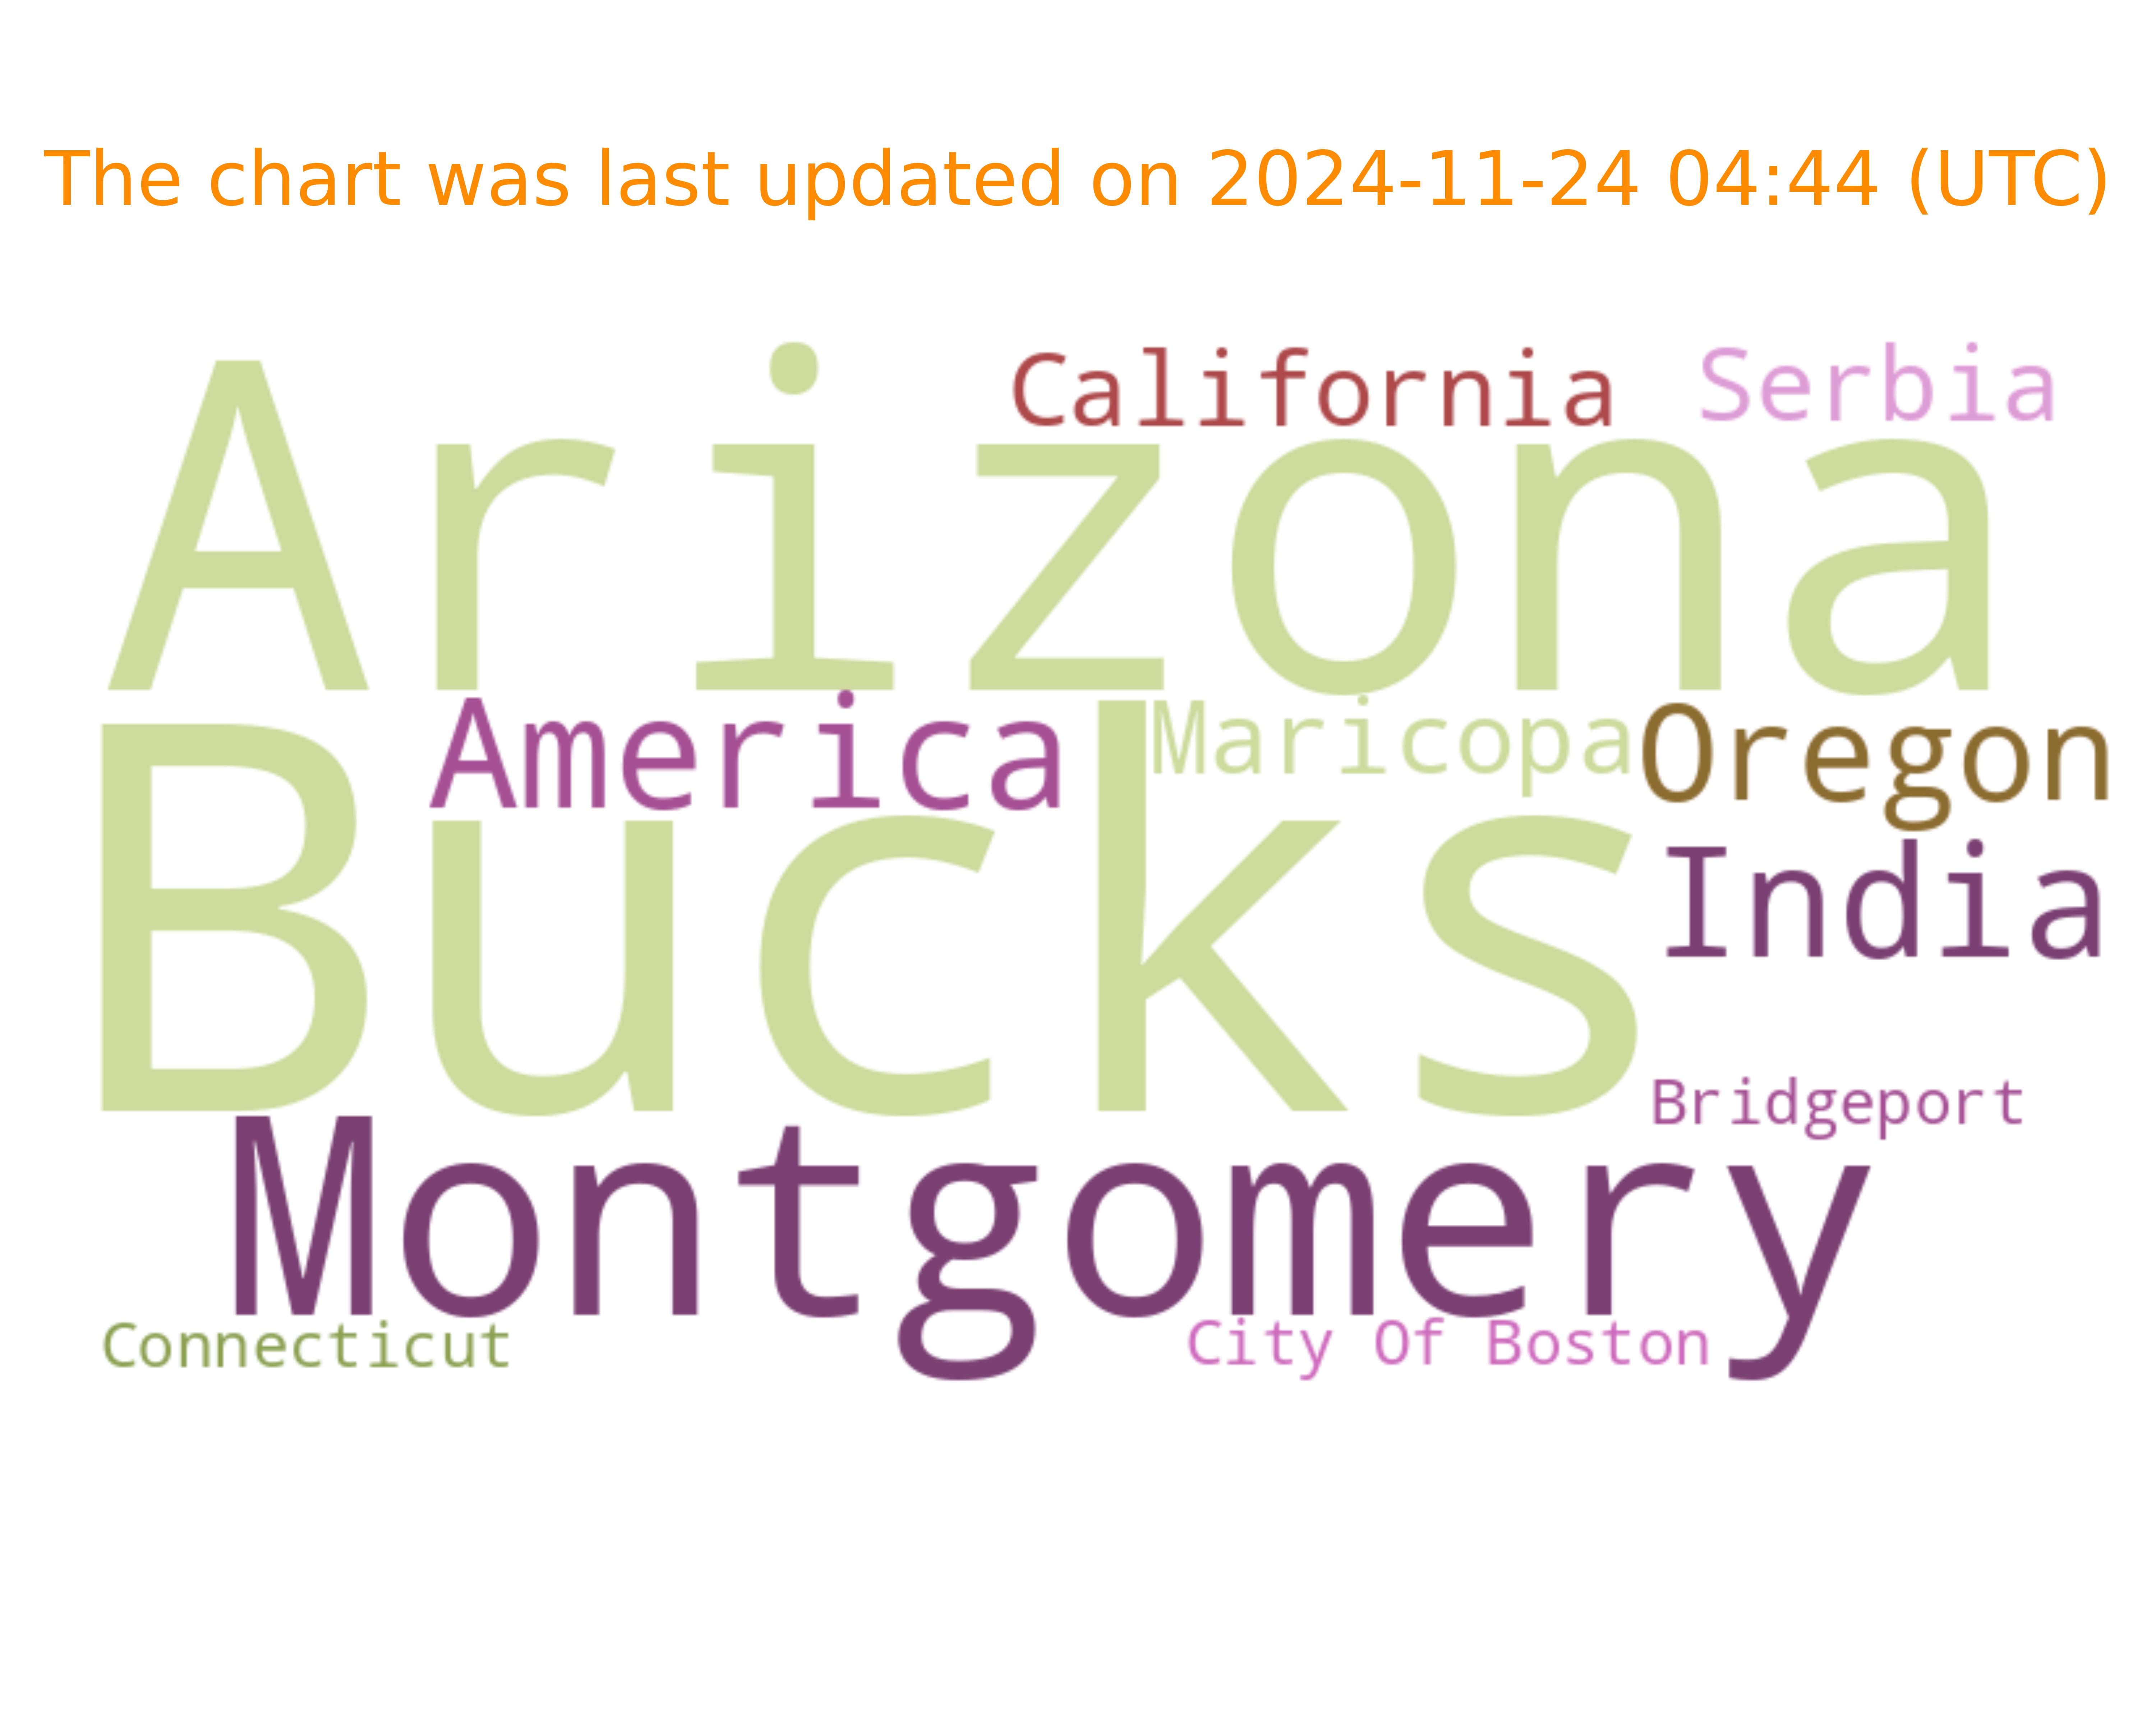 The chart was last updated on 2024-11-24 04:44 (UTC)
California
Serbia
Arizona
America
Maricopa
Oregon
Bucks
India
Bridgeport
Montgomery
Connecticut
City Of Boston